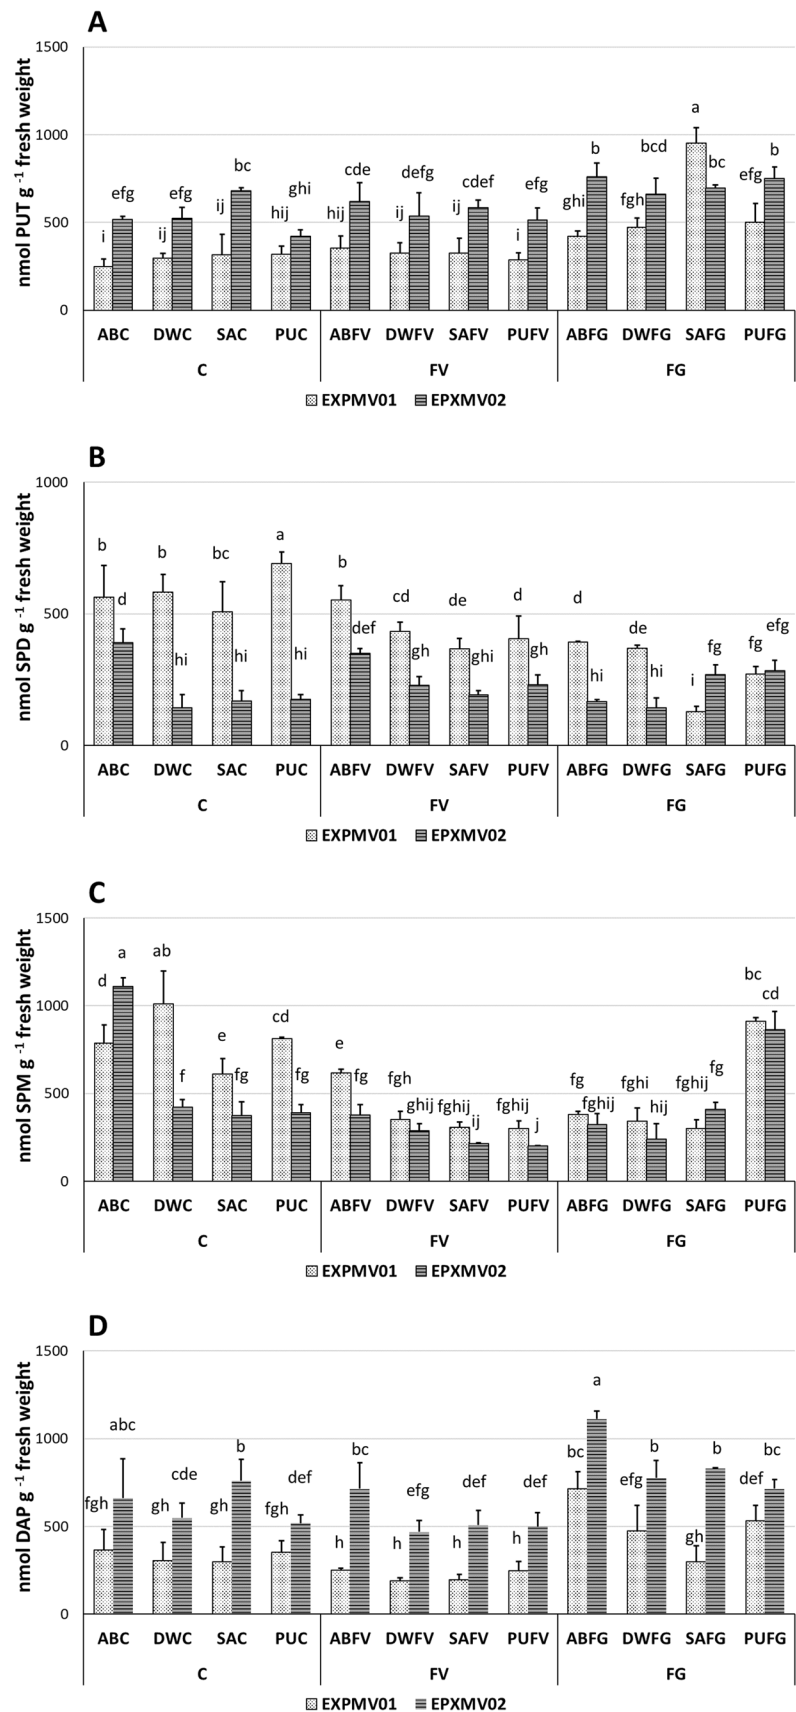 A
nmol PUT g -1 fresh weight
1500
1000
500
0
i efg ij efg ij bc hij ghi hij cde ij defg ij cdef i efg ghi b fgh bcd a bc efg b
ABC DWC SAC PUC ABFV DWFV SAFV PUFV ABFG DWFG SAFG PUFG
C FV FG
EXPMV01 EPXMV02
B
nmol SPD g -1 fresh weight
1000
500
0
b d b hi bc hi a hi b def cd gh de ghi d gh d hi de hi i fg fg efg
ABC DWC SAC PUC ABFV DWFV SAFV PUFV ABFG DWFG SAFG PUFG
C FV FG
EXPMV01 EPXMV02
C
nmol SPM g -1 fresh weight
1500
1000
500
0
d a ab f e fg cd fg e fg fgh ghij fghij ij fghij j fg fghij fghi hij fghij fg bc cd
ABC DWC SAC PUC ABFV DWFV SAFV PUFV ABFG DWFG SAFG PUFG
C FV FG
EXPMV01 EPXMV02
D
nmol DAP g -1 fresh weight
1500
1000
500
0
fgh abc gh cde gh b fgh def h bc h efg h def h def bc a efg b gh b def bc
ABC DWC SAC PUC ABFV DWFV SAFV PUFV ABFG DWFG SAFG PUFG
C FV FG
EXPMV01 EPXMV02